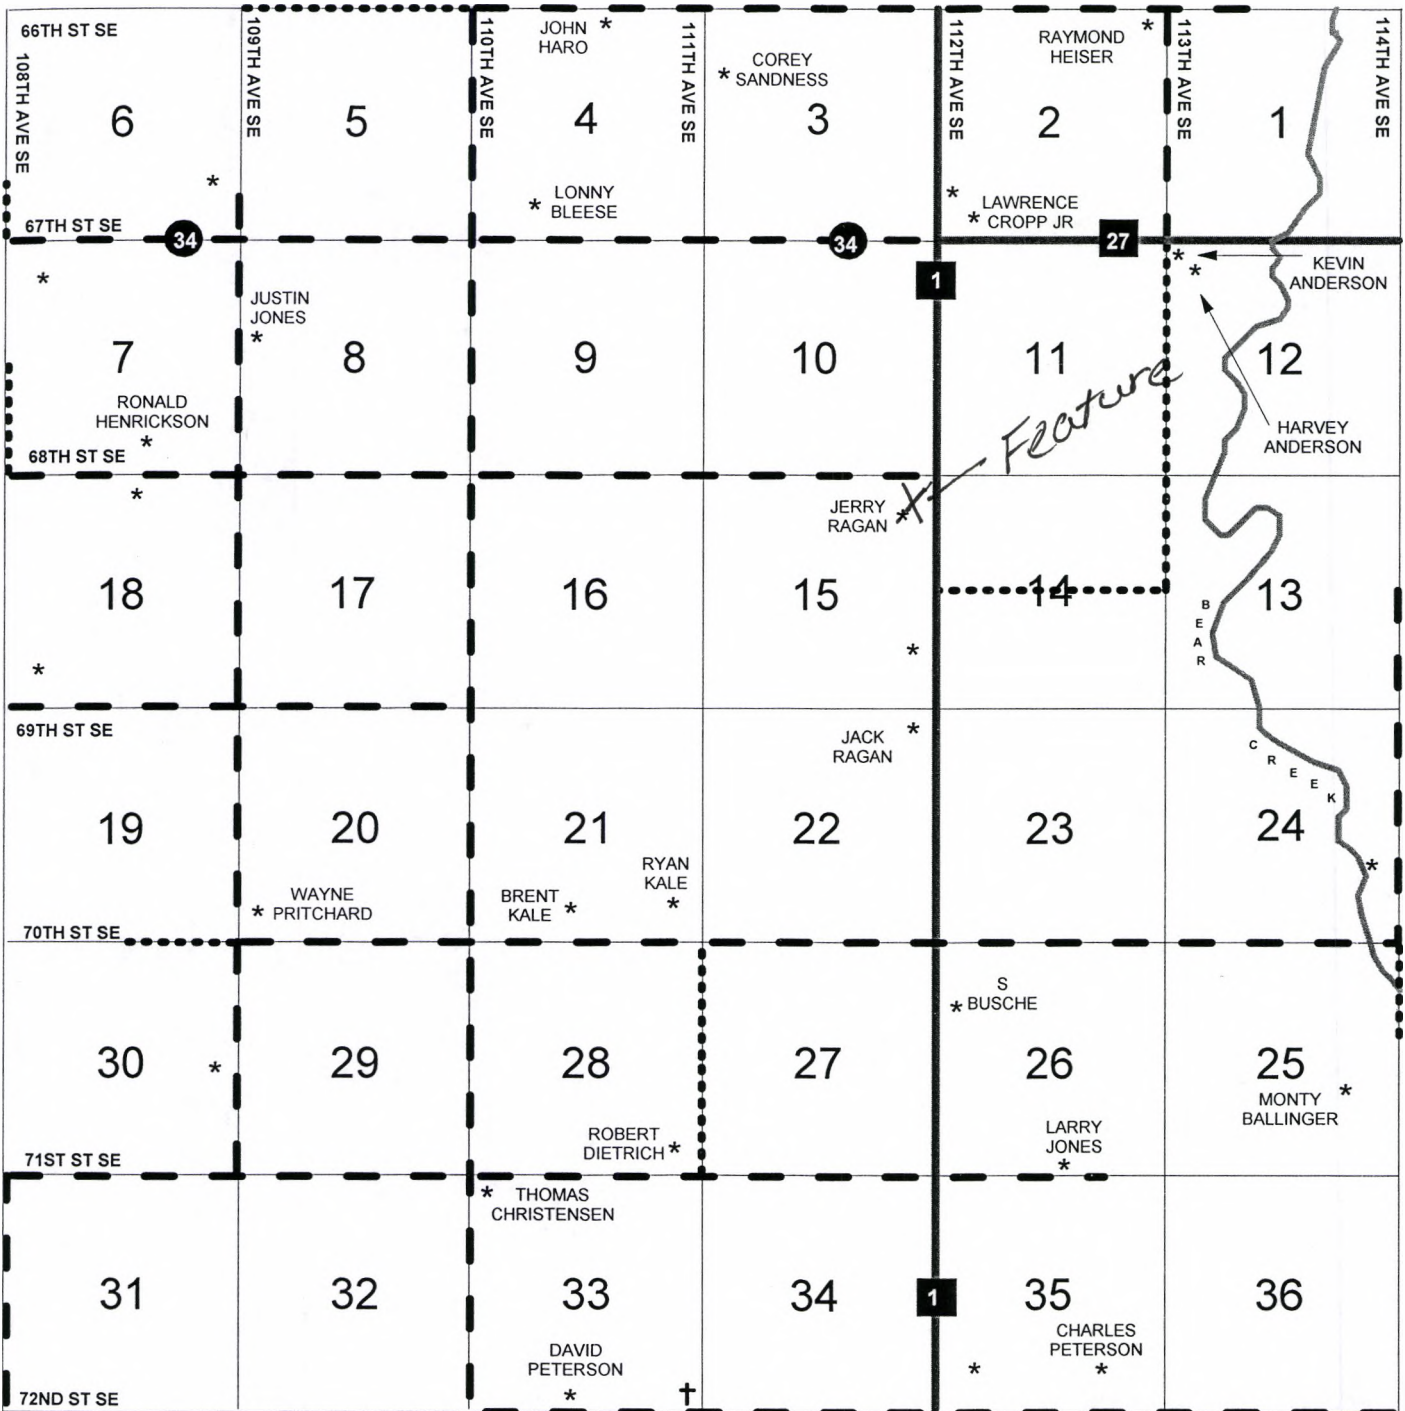 66TH ST SE
108TH AVE SE
109TH AVE SE
110TH AVE SE
111TH AVE SE
112TH AVE SE
113TH AVE SE
114TH AVE SE
JOHN
HARO
COREY
SANDNESS
RAYMOND
HEISER
6
5
4
3
2
1
LONNY
BLEESE
LAWRENCE
CROPP JR
67TH ST SE
34
34
27
1
KEVIN
ANDERSON
JUSTIN
JONES
7
8
9
10
11
12
Feature
RONALD
HENRICKSON
HARVEY
ANDERSON
68TH ST SE
JERRY
RAGAN
X
18
17
16
15
14
13
BEAR
CREEK
69TH ST SE
JACK
RAGAN
19
20
21
22
23
24
RYAN
KALE
WAYNE
PRITCHARD
BRENT
KALE
70TH ST SE
S
BUSCHE
30
29
28
27
26
25
MONTY
BALLINGER
ROBERT
DIETRICH
LARRY
JONES
71ST ST SE
THOMAS
CHRISTENSEN
31
32
33
34
1
35
36
DAVID
PETERSON
CHARLES
PETERSON
72ND ST SE